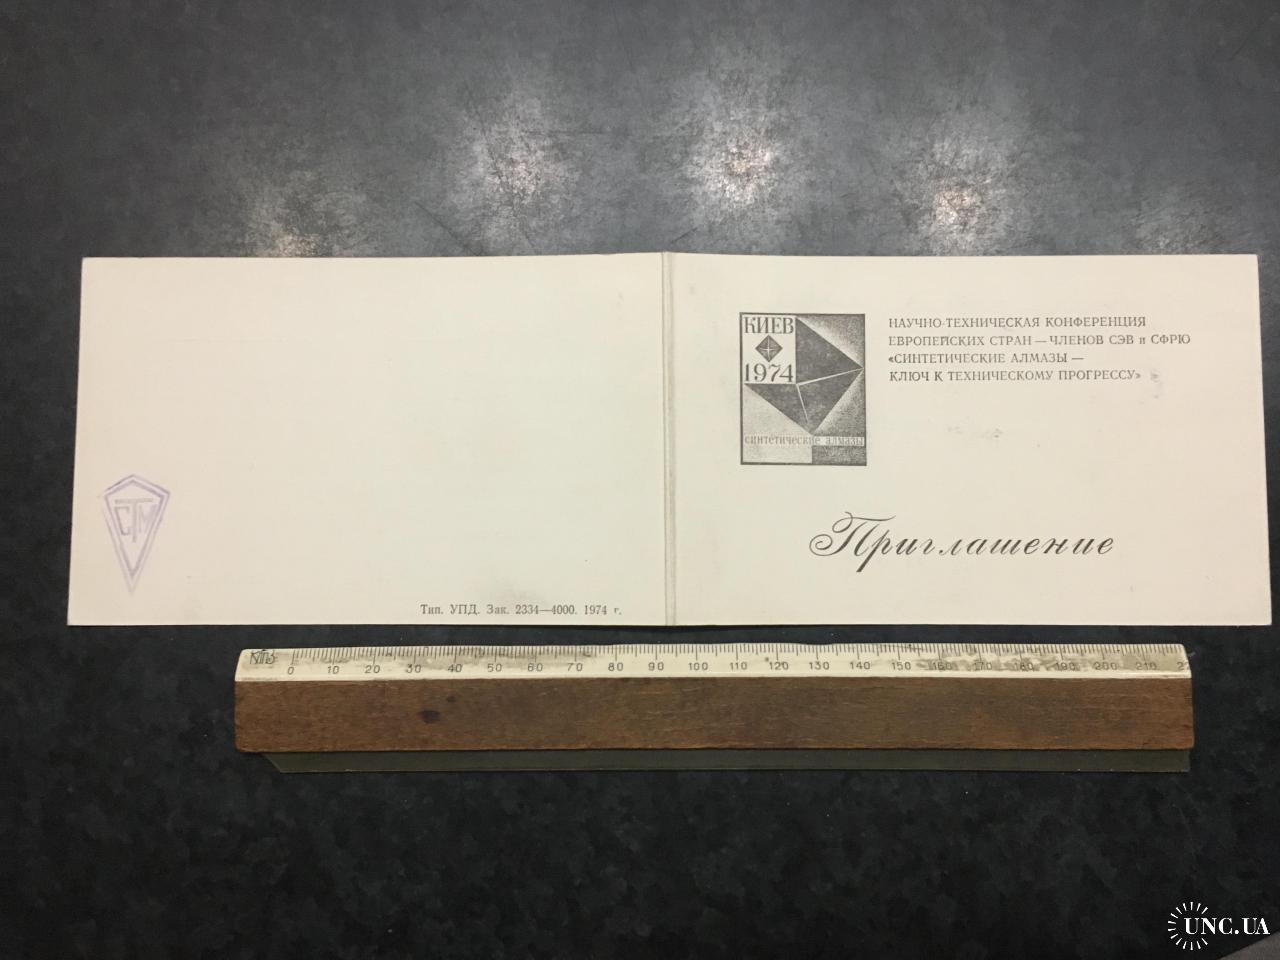 КИЕВ
1974
синтетические алмазы
НАУЧНО-ТЕХНИЧЕСКАЯ КОНФЕРЕНЦИЯ
ЕВРОПЕЙСКИХ СТРАН — ЧЛЕНОВ СЭВ и СФРЮ
«СИНТЕТИЧЕСКИЕ АЛМАЗЫ —
КЛЮЧ К ТЕХНИЧЕСКОМУ ПРОГРЕССУ»
Приглашение
СТМ
Тип. УПД. Зак. 2334—4000. 1974 г.
0 10 20 30 40 50 60 70 80 90 100 110 120 130 140 150 160 170 180 190 200 210
UNC.UA